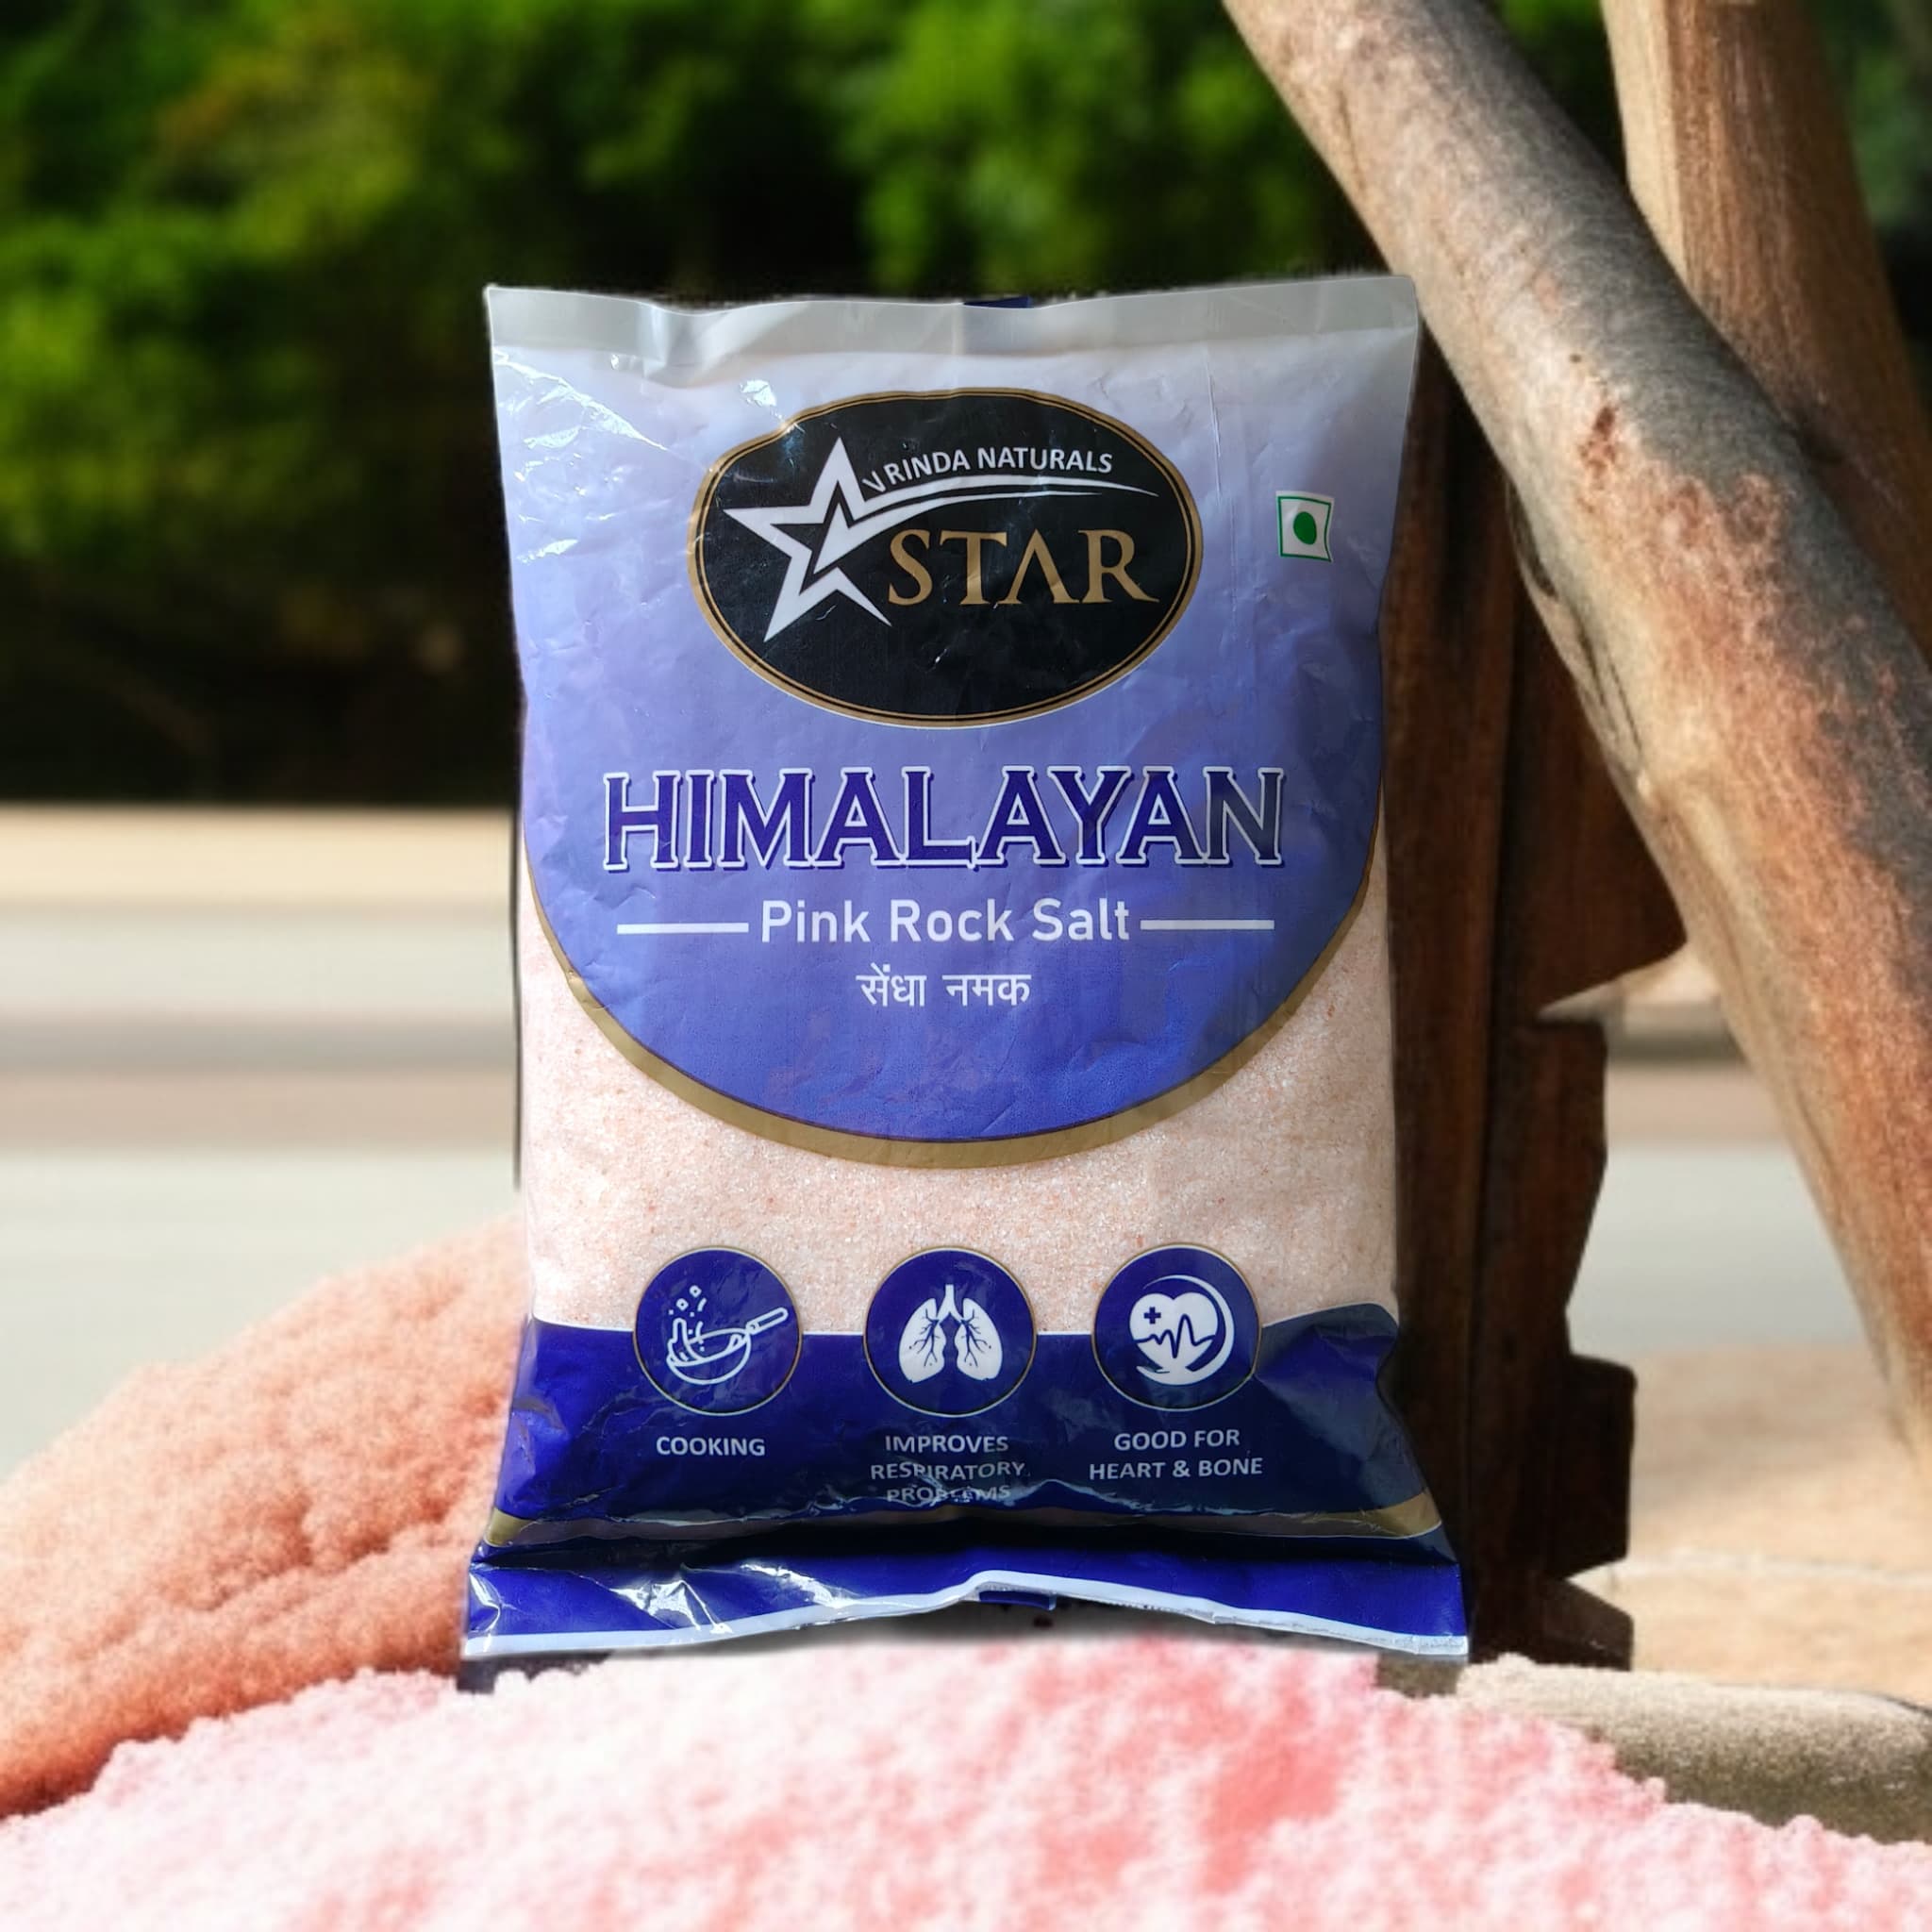 VRINDA NATURALS
STAR
HIMALAYAN
Pink Rock Salt
सेंधा नमक
COOKING
IMPROVES
RESPIRATORY
PROBLEMS
GOOD FOR
HEART & BONE